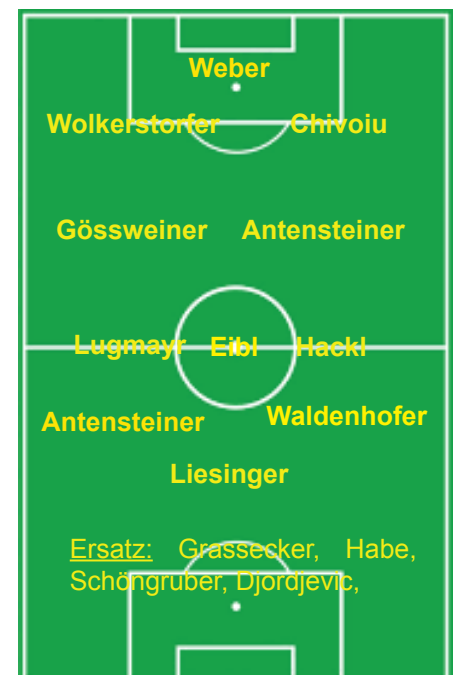 Weber
Wolkerstorfer Chivoiu
Gössweiner Antensteiner
Lugmayr Eibl Hackl
Antensteiner Waldenhofer
Liesinger
Ersatz: Grassecker, Habe,
Schöngruber, Djordjevic,